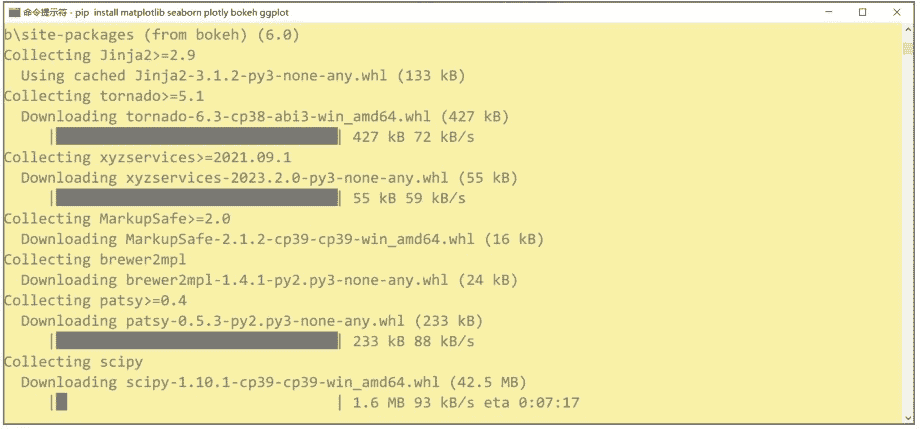 命令提示符 - pip install matplotlib seaborn plotly bokeh ggplot
b\site-packages (from bokeh) (6.0)
Collecting Jinja2>=2.9
Using cached Jinja2-3.1.2-py3-none-any.whl (133 kB)
Collecting tornado>=5.1
Downloading tornado-6.3-cp38-abi3-win_amd64.whl (427 kB)
| | 427 kB 72 kB/s
Collecting xyzservices>=2021.09.1
Downloading xyzservices-2023.2.0-py3-none-any.whl (55 kB)
| | 55 kB 59 kB/s
Collecting MarkupSafe>=2.0
Downloading MarkupSafe-2.1.2-cp39-cp39-win_amd64.whl (16 kB)
Collecting brewer2mpl
Downloading brewer2mpl-1.4.1-py2.py3-none-any.whl (24 kB)
Collecting patsy>=0.4
Downloading patsy-0.5.3-py2.py3-none-any.whl (233 kB)
| | 233 kB 88 kB/s
Collecting scipy
Downloading scipy-1.10.1-cp39-cp39-win_amd64.whl (42.5 MB)
| | 1.6 MB 93 kB/s eta 0:07:17